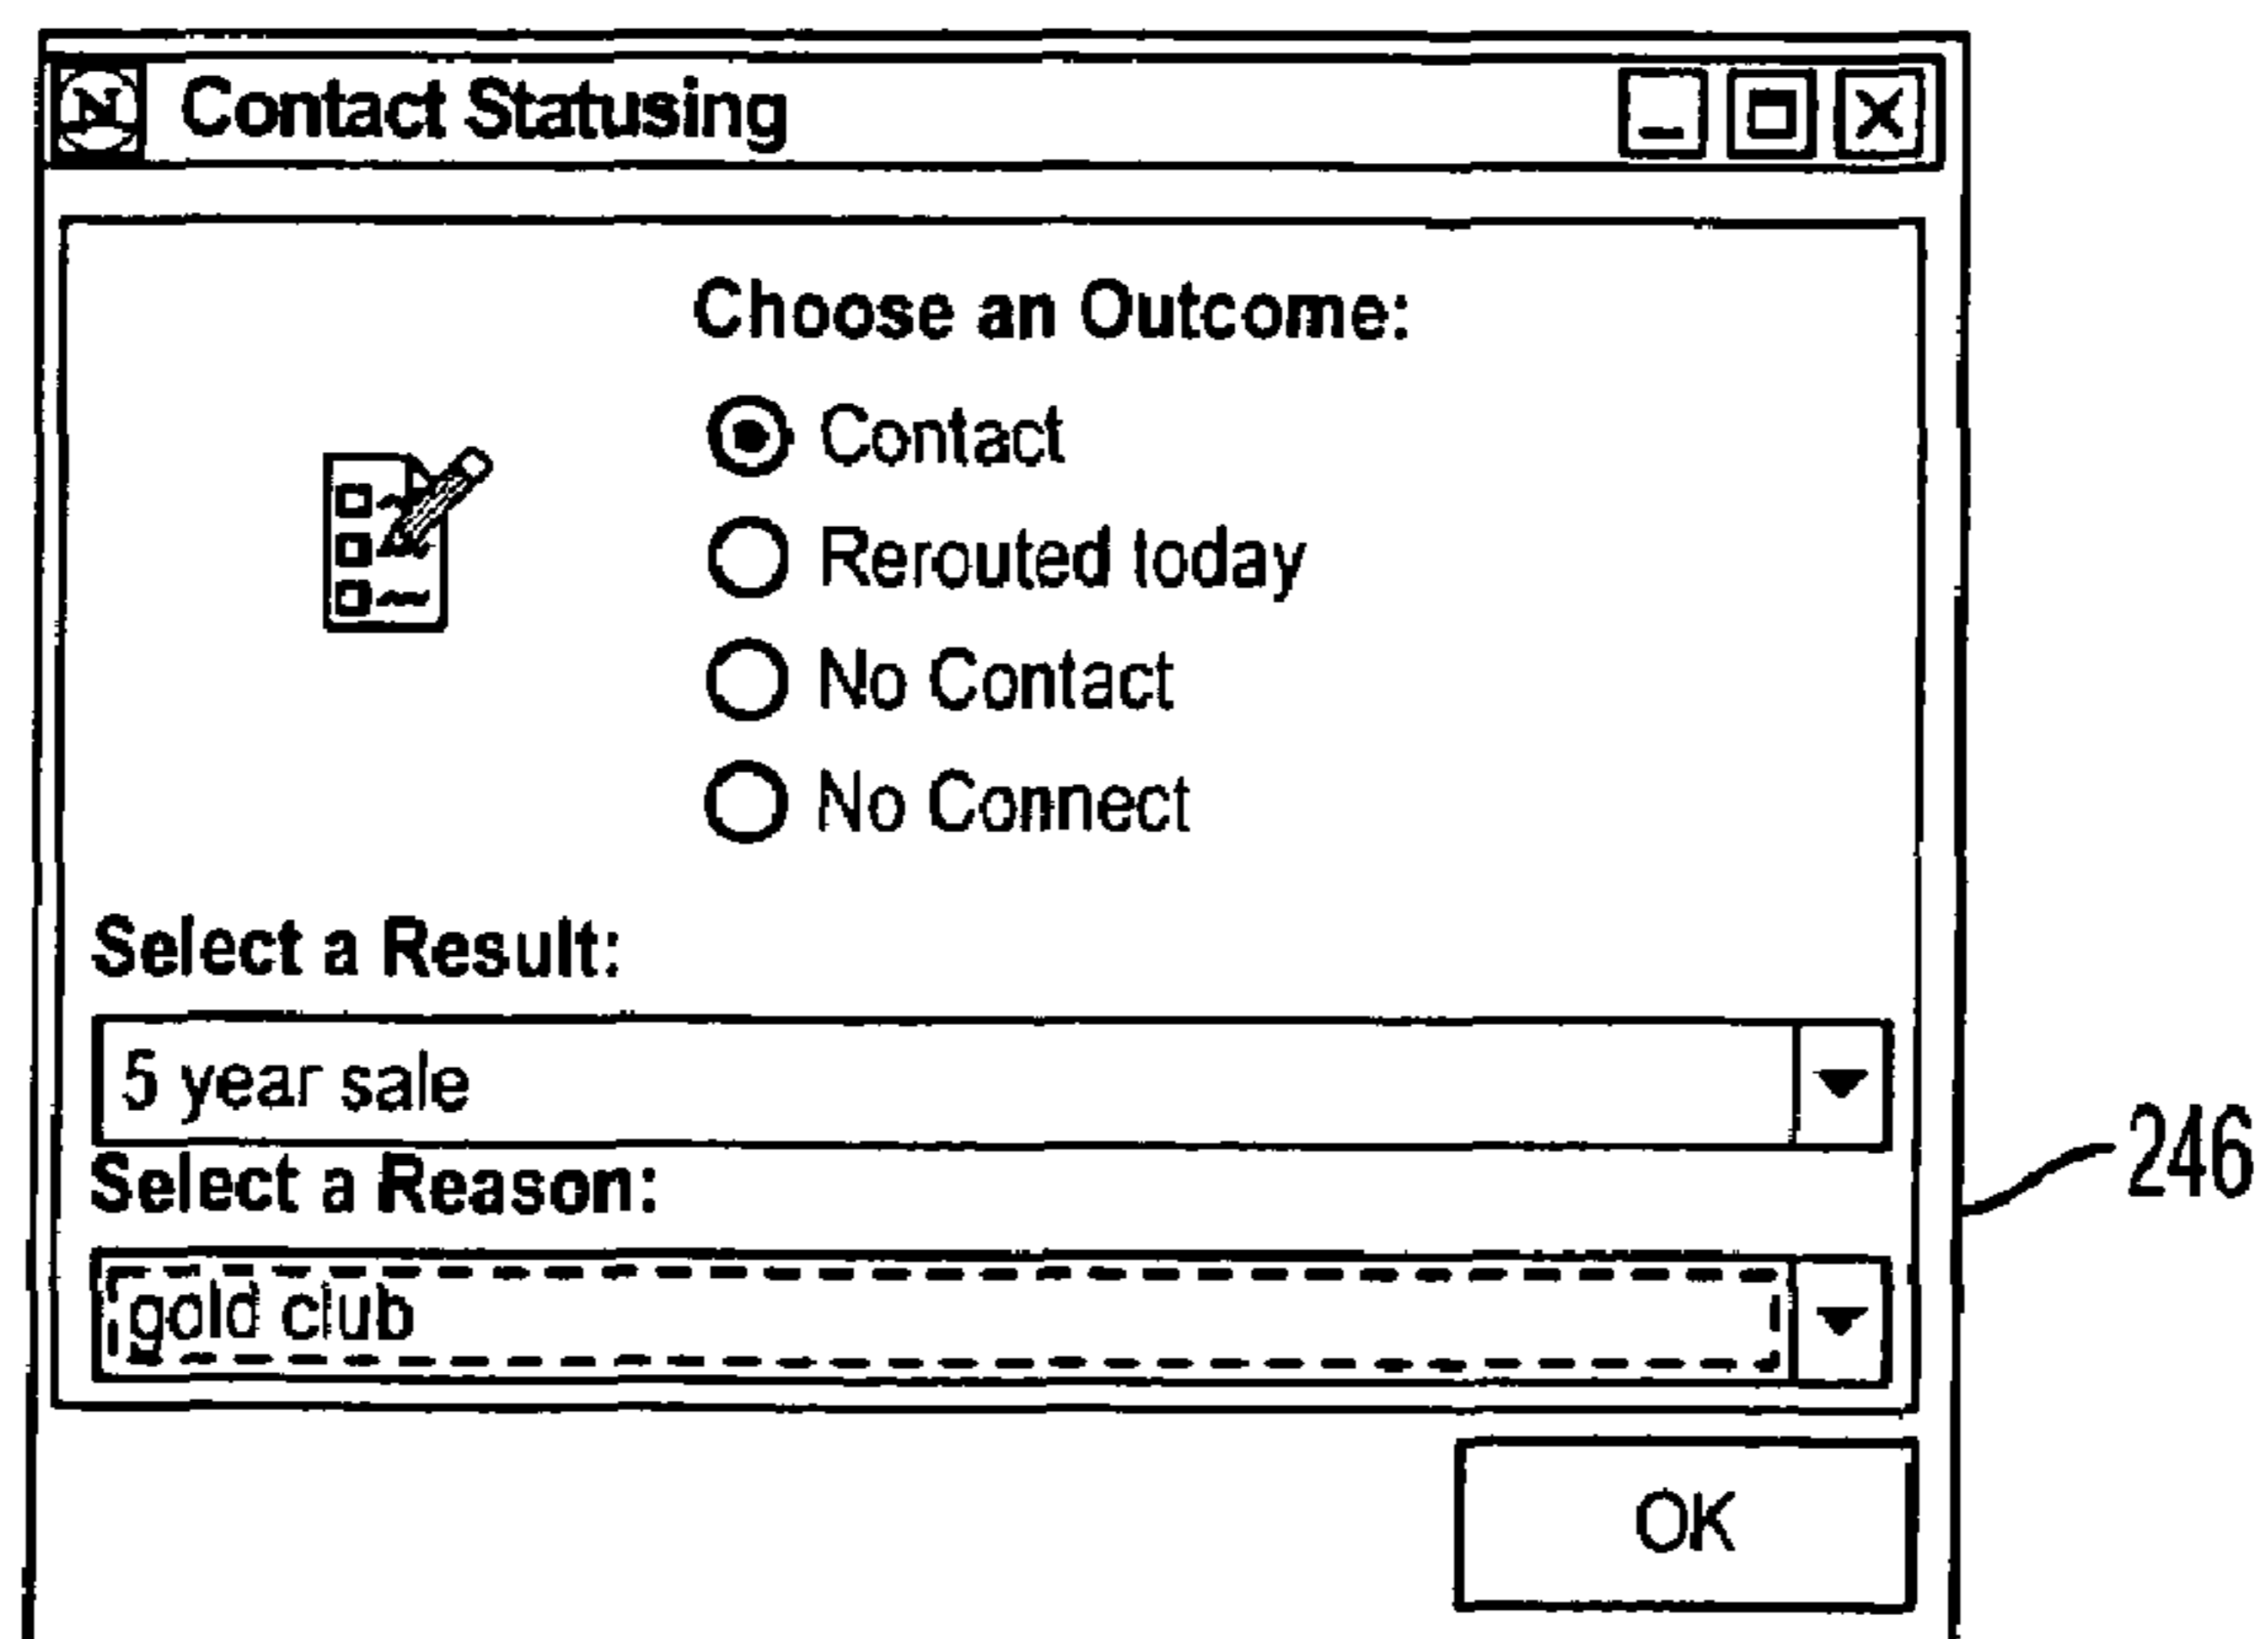 Contact Statusing
Choose an Outcome:
Contact
Rerouted today
No Contact
No Connect
Select a Result:
5 year sale
Select a Reason:
gold club
246
OK